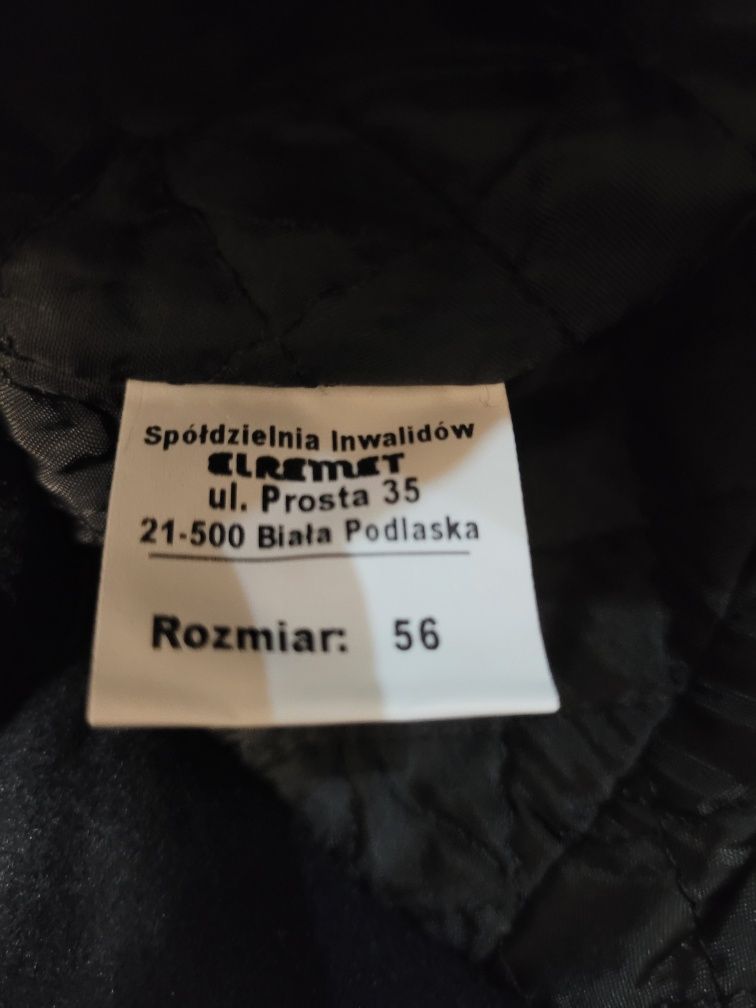 Spółdzielnia Inwalidów
ELREMET
ul. Prosta 35
21-500 Biała Podlaska
Rozmiar: 56